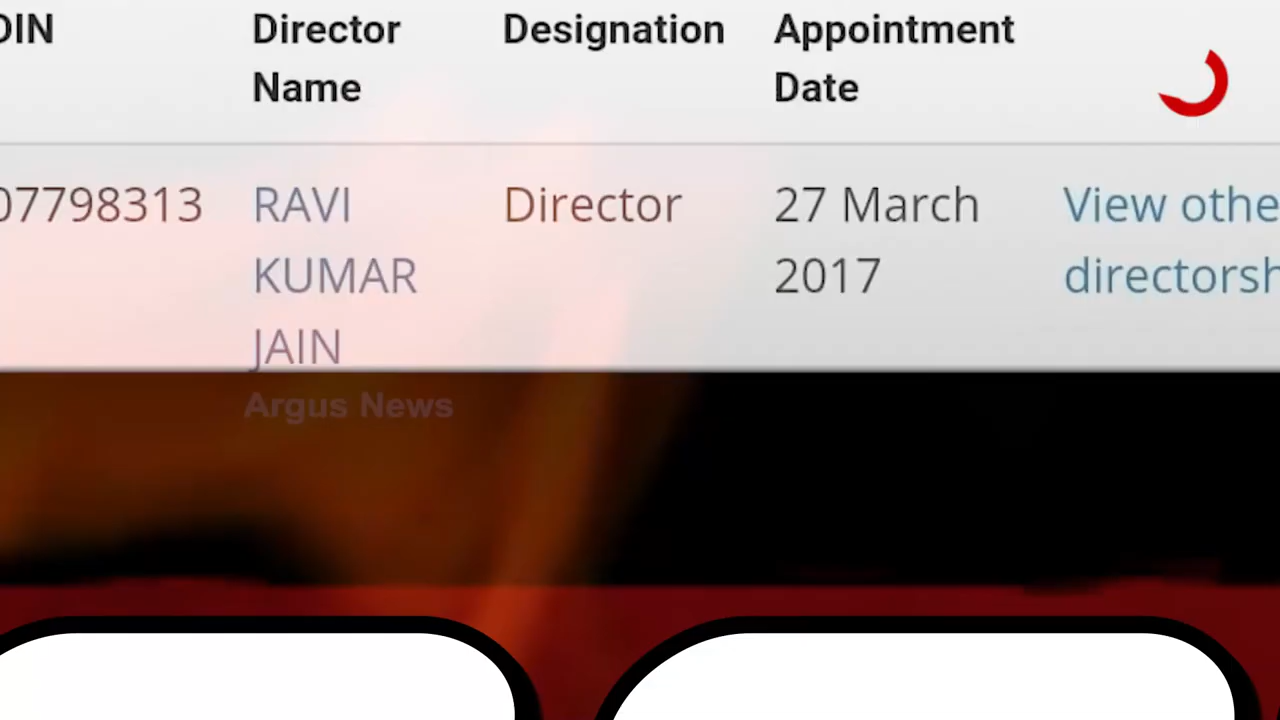 DIN Director Designation Appointment
Name Date
07798313 RAVI Director 27 March View othe
KUMAR 2017 directorsh
JAIN
Argus News